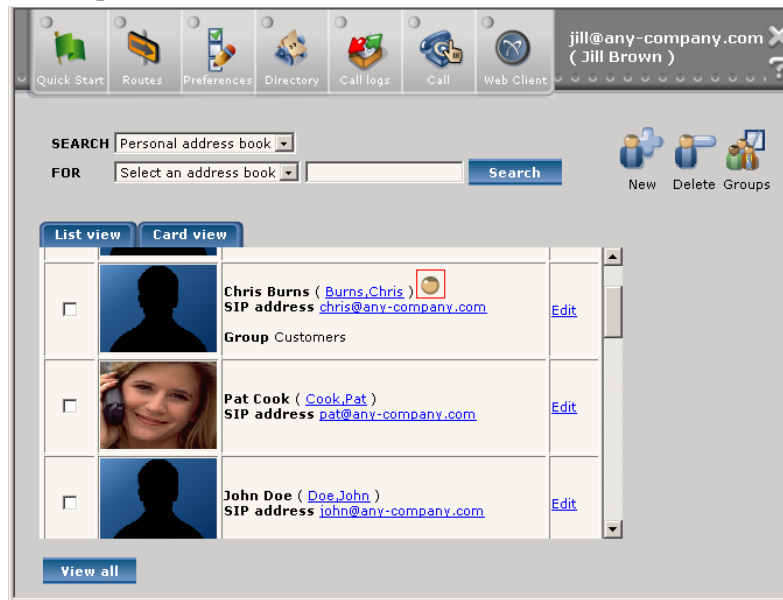 jill@any-company.com
( Jill Brown )
Quick Start Routes Preferences Directory Call logs Call Web Client
SEARCH Personal address book
FOR Select an address book Search
New Delete Groups
List view Card view
Chris Burns ( Burns,Chris )
SIP address chris@any-company.com
Edit
Group Customers
Pat Cook ( Cook,Pat )
SIP address pat@any-company.com
Edit
John Doe ( Doe,John )
SIP address john@any-company.com
Edit
View all